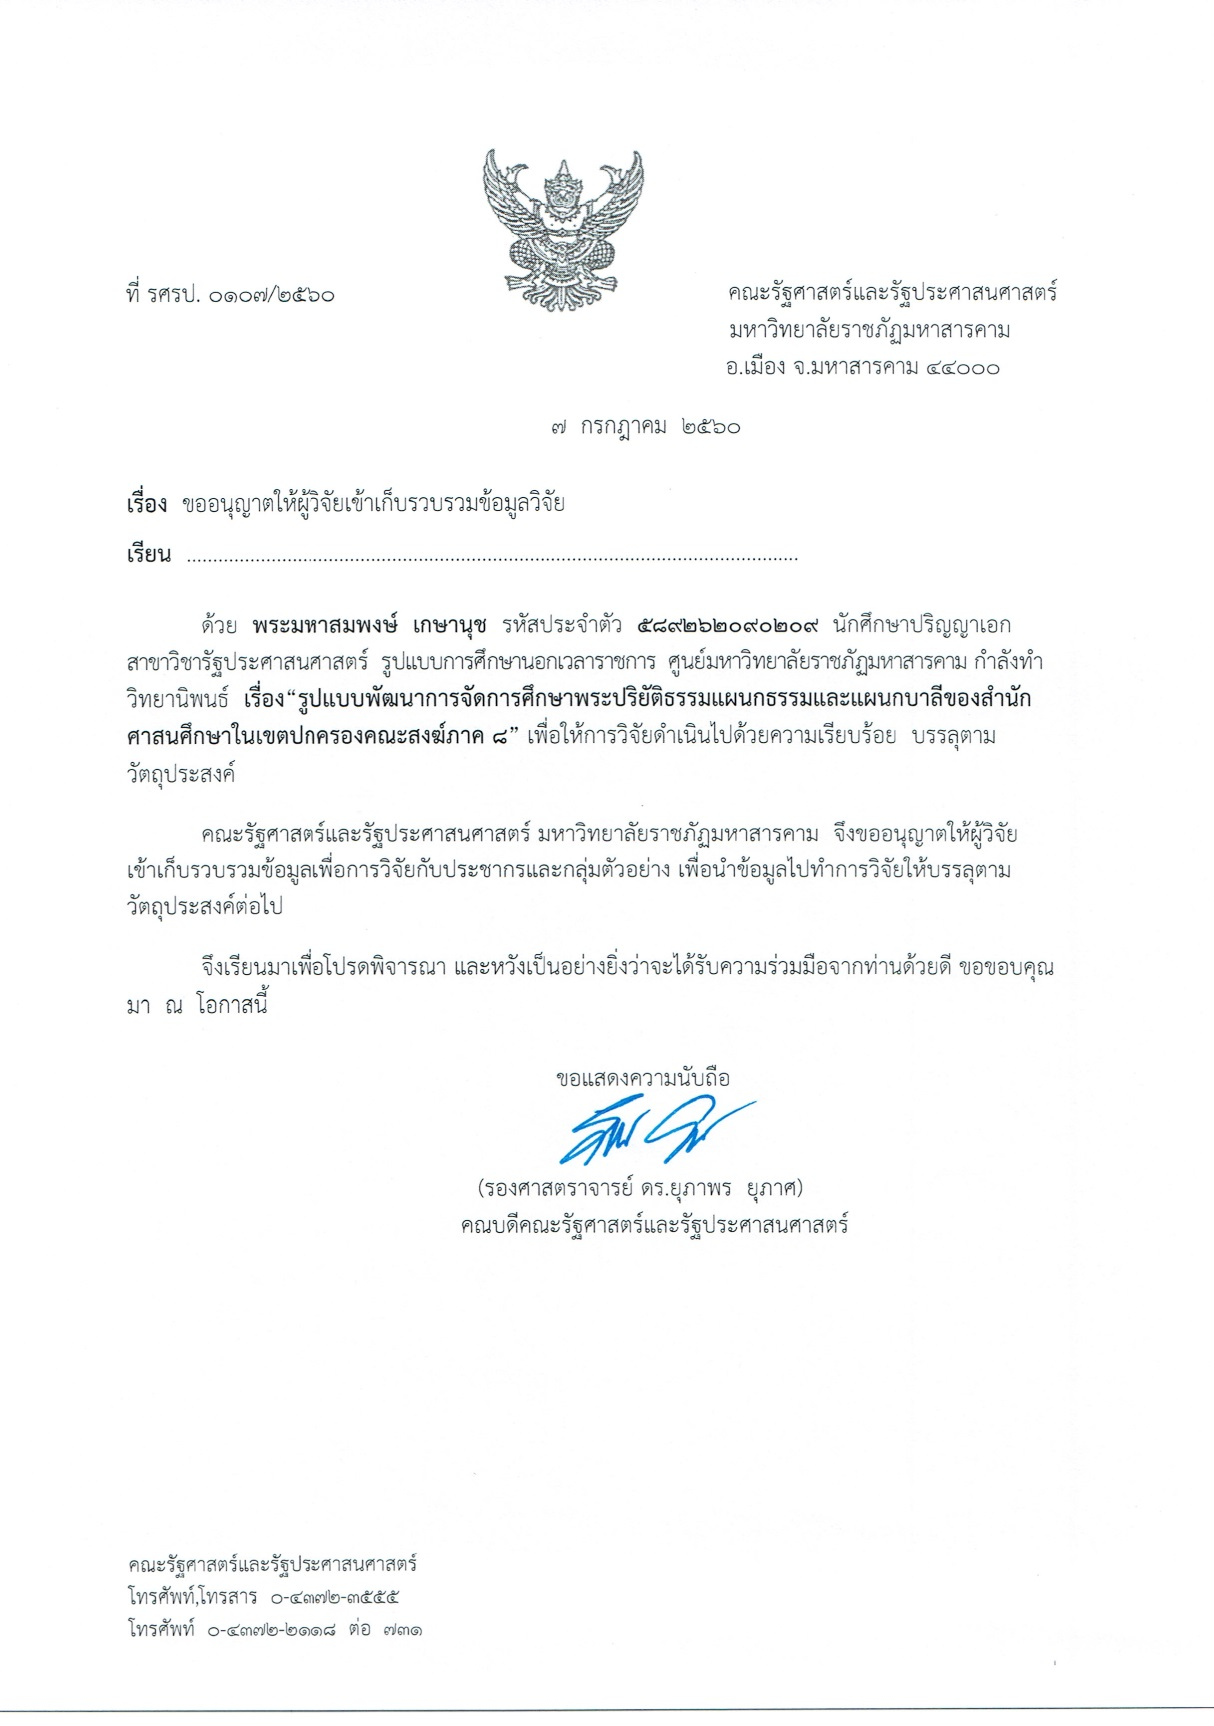 ที่ รศรป. ๐๑๐๗/๒๕๖๐
คณะรัฐศาสตร์และรัฐประศาสนศาสตร์
มหาวิทยาลัยราชภัฏมหาสารคาม
อ.เมือง จ.มหาสารคาม ๔๔๐๐๐
๗ กรกฎาคม ๒๕๖๐
เรื่อง ขออนุญาตให้ผู้วิจัยเข้าเก็บรวบรวมข้อมูลวิจัย
เรียน ....................................................................................................................
ด้วย พระมหาสมพงษ์ เกษานุช รหัสประจำตัว ๕๘๙๒๖๒๐๙๐๒๐๙ นักศึกษาปริญญาเอก
สาขาวิชารัฐประศาสนศาสตร์ รูปแบบการศึกษานอกเวลาราชการ ศูนย์มหาวิทยาลัยราชภัฏมหาสารคาม กำลังทำ
วิทยานิพนธ์ เรื่อง“รูปแบบพัฒนาการจัดการศึกษาพระปริยัติธรรมแผนกธรรมและแผนกบาลีของสำนัก
ศาสนศึกษาในเขตปกครองคณะสงฆ์ภาค ๘” เพื่อให้การวิจัยดำเนินไปด้วยความเรียบร้อย บรรลุตาม
วัตถุประสงค์
คณะรัฐศาสตร์และรัฐประศาสนศาสตร์ มหาวิทยาลัยราชภัฏมหาสารคาม จึงขออนุญาตให้ผู้วิจัย
เข้าเก็บรวบรวมข้อมูลเพื่อการวิจัยกับประชากรและกลุ่มตัวอย่าง เพื่อนำข้อมูลไปทำการวิจัยให้บรรลุตาม
วัตถุประสงค์ต่อไป
จึงเรียนมาเพื่อโปรดพิจารณา และหวังเป็นอย่างยิ่งว่าจะได้รับความร่วมมือจากท่านด้วยดี ขอขอบคุณ
มา ณ โอกาสนี้
ขอแสดงความนับถือ
(รองศาสตราจารย์ ดร.ยุภาพร ยุภาศ)
คณบดีคณะรัฐศาสตร์และรัฐประศาสนศาสตร์
คณะรัฐศาสตร์และรัฐประศาสนศาสตร์
โทรศัพท์,โทรสาร ๐-๔๓๗๒-๓๕๕๕
โทรศัพท์ ๐-๔๓๗๒-๒๑๑๘ ต่อ ๗๓๑